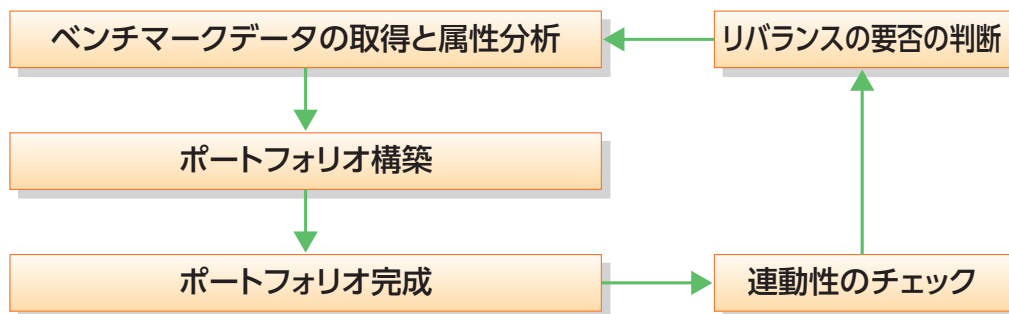 ベンチマークデータの取得と属性分析
リバランスの要否の判断
ポートフォリオ構築
ポートフォリオ完成
連動性のチェック